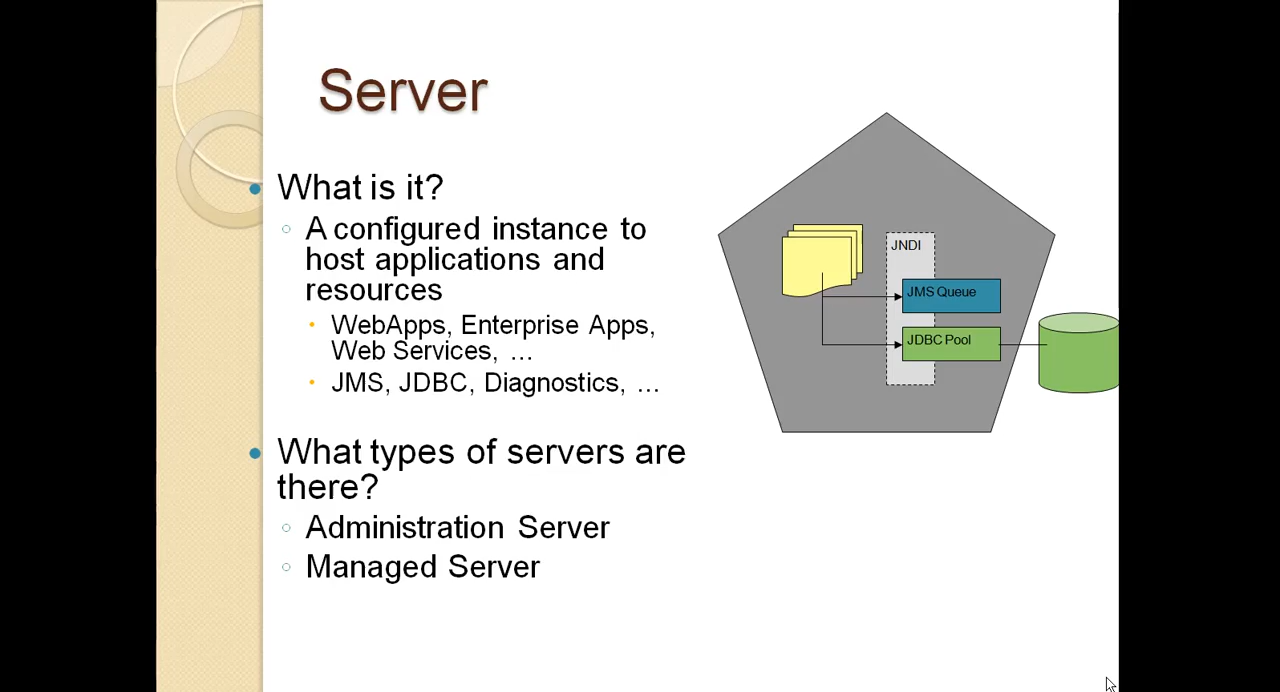 Server
What is it?
A configured instance to
host applications and
resources
WebApps, Enterprise Apps,
Web Services, ...
JMS, JDBC, Diagnostics, ...
What types of servers are
there?
Administration Server
Managed Server
JNDI
JMS Queue
JDBC Pool